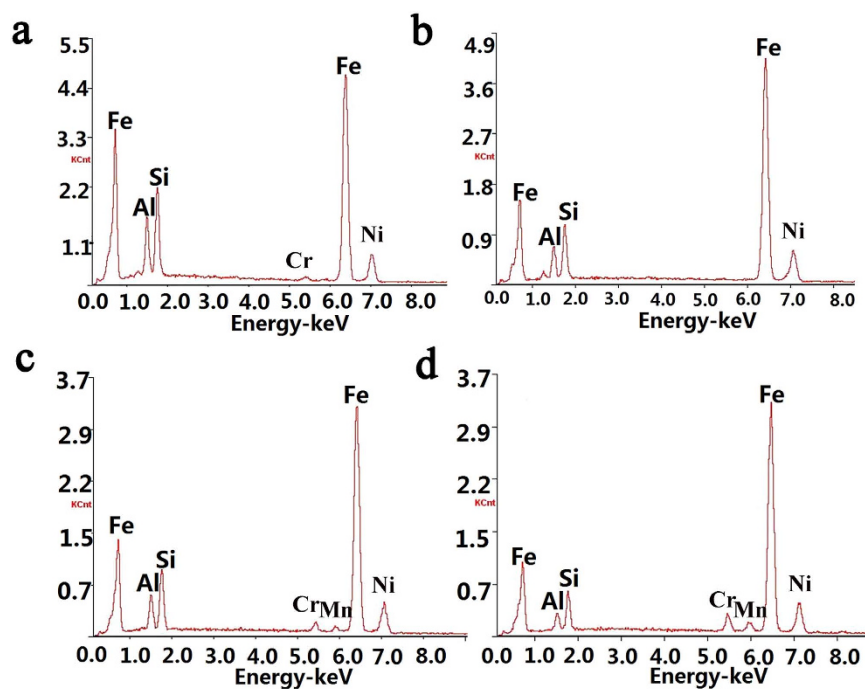 a
5.5
4.4
3.3
KCnt
2.2
1.1
Fe
Al
Si
Cr
Fe
Ni
0.0 1.0 2.0 3.0 4.0 5.0 6.0 7.0 8.0
Energy-keV
b
4.9
3.6
2.7
KCnt
1.8
0.9
Fe
Al
Si
Fe
Ni
0.0 1.0 2.0 3.0 4.0 5.0 6.0 7.0 8.0
Energy-keV
c
3.7
2.9
2.2
KCnt
1.5
0.7
Fe
Al
Si
Cr
Mn
Fe
Ni
0.0 1.0 2.0 3.0 4.0 5.0 6.0 7.0 8.0
Energy-keV
d
3.7
2.9
2.2
KCnt
1.5
0.7
Fe
Al
Si
Cr
Mn
Fe
Ni
0.0 1.0 2.0 3.0 4.0 5.0 6.0 7.0 8.0
Energy-keV